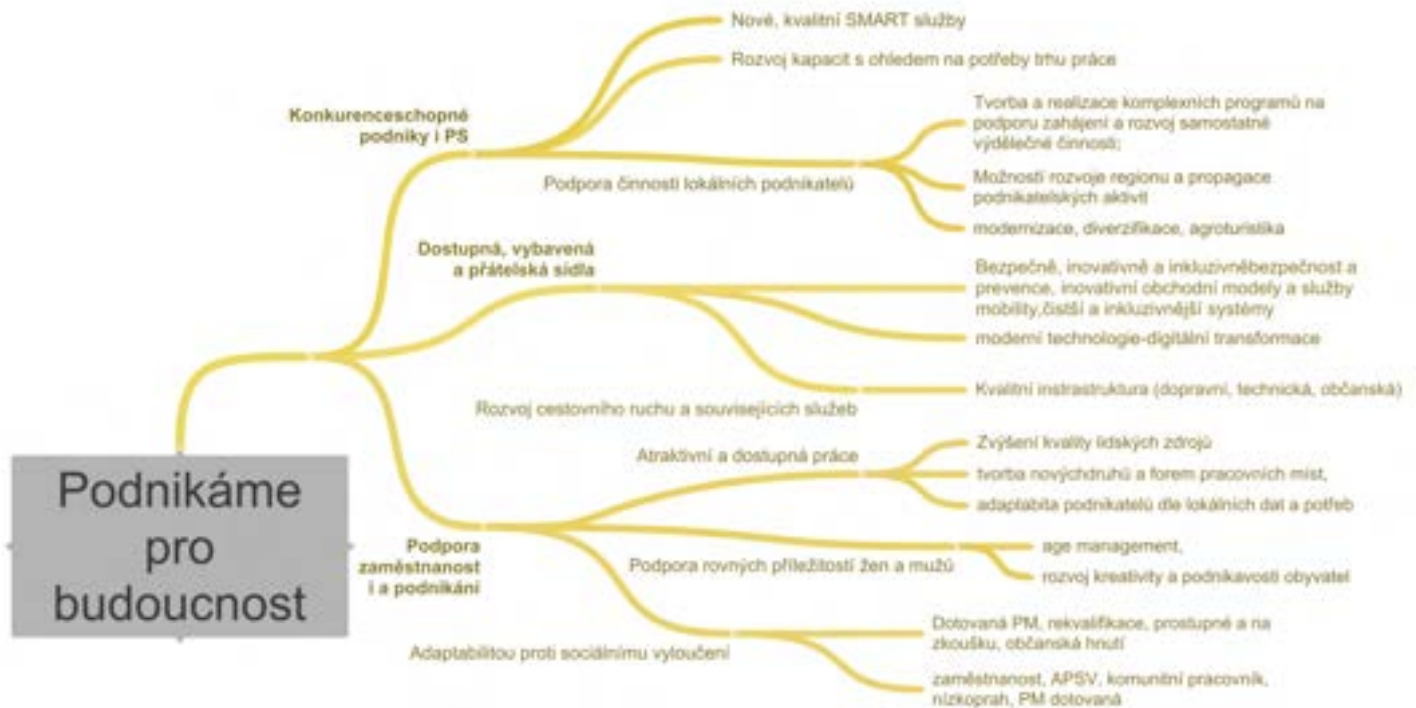 Nové, kvalitní SMART služby
Rozvoj kapacit s ohledem na potřeby trhu práce
Konkurenceschopné
podniky i PS
Tvorba a realizace komplexních programů na
podporu zahájení a rozvoj samostatné
výdělečné činnosti;
Podpora činnosti lokálních podnikatelů
Možností rozvoje regionu a propagace
podnikatelských aktivit
modernizace, diverzifikace, agroturistika
Dostupná, vybavená
a přátelská sídla
Bezpečně, inovativně a inkluzivněbezpečnost a
prevence, inovativní obchodní modely a služby
mobility,čistší a inkluzivnější systémy
moderní technologie-digitální transformace
Kvalitní instrastruktura (dopravní, technická, občanská)
Rozvoj cestovního ruchu a souvisejících služeb
Atraktivní a dostupná práce
Zvýšení kvality lidských zdrojů
tvorba novýchdruhů a forem pracovních míst,
adaptabita podnikatelů dle lokálních dat a potřeb
Podnikáme
pro
budoucnost
Podpora
zaměstnanost
i a podnikání
Podpora rovných příležitostí žen a mužů
age management,
rozvoj kreativity a podnikavosti obyvatel
Adaptabilitou proti sociálnímu vyloučení
Dotovaná PM, rekvalifikace, prostupné a na
zkoušku, občanská hnutí
zaměstnanost, APSV, komunitní pracovník,
nízkoprah, PM dotovaná